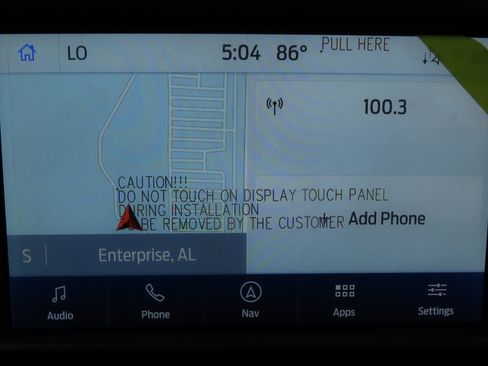 LO 5:04 86° PULL HERE
100.3
CAUTION!!!
DO NOT TOUCH ON DISPLAY TOUCH PANEL
DURING INSTALLATION
BE REMOVED BY THE CUSTOMER
+ Add Phone
S Enterprise, AL
Audio Phone Nav Apps Settings